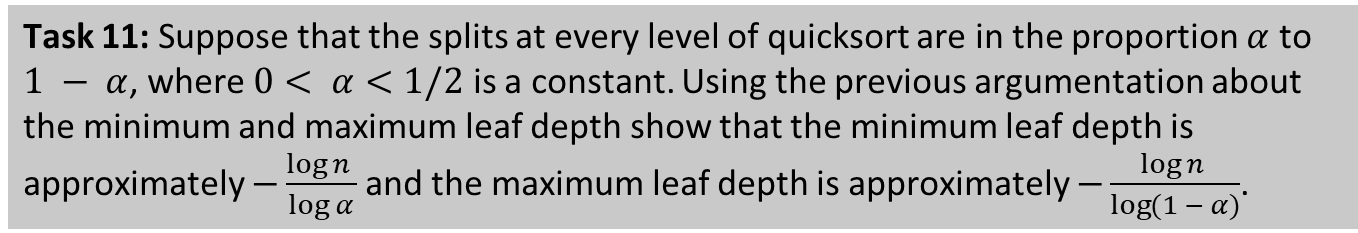 Task 11: Suppose that the splits at every level of quicksort are in the proportion α to
1 − α, where 0 < α < 1/2 is a constant. Using the previous argumentation about
the minimum and maximum leaf depth show that the minimum leaf depth is
approximately − log n / log α and the maximum leaf depth is approximately − log n / log(1 − α).